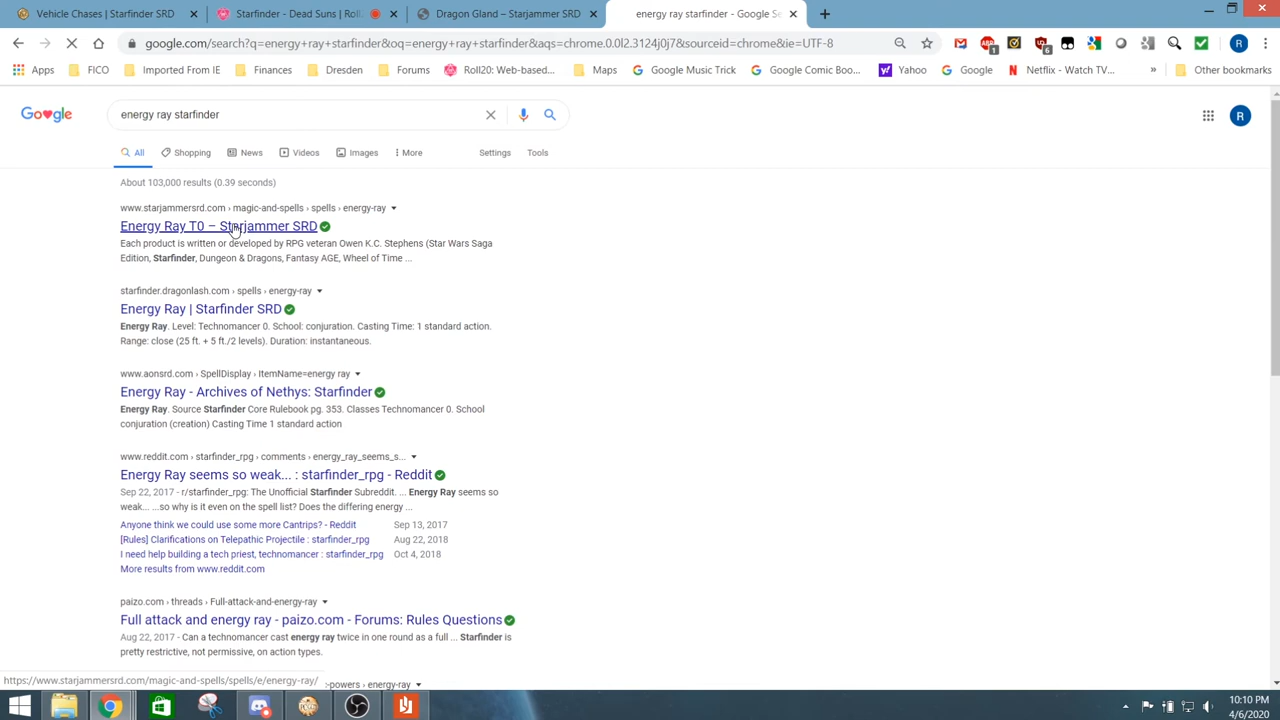 Vehicle Chases | Starfinder SRD
Starfinder - Dead Suns | Roll
Dragon Gland – Starjammer SRD
energy ray starfinder - Google Se
google.com/search?q=energy+ray+starfinder&oq=energy+ray+starfinder&aqs=chrome.0.0l2.3124j0j7&sourceid=chrome&ie=UTF-8
Apps
FICO
Imported From IE
Finances
Dresden
Forums
Roll20: Web-based...
Maps
Google Music Trick
Google Comic Boo...
Yahoo
Google
Netflix - Watch TV...
»
Other bookmarks
Google
energy ray starfinder
R
All
Shopping
News
Videos
Images
More
Settings
Tools
About 103,000 results (0.39 seconds)
www.starjammersrd.com › magic-and-spells › spells › energy-ray
Energy Ray T0 – Starjammer SRD
Each product is written or developed by RPG veteran Owen K.C. Stephens (Star Wars Saga
Edition, Starfinder, Dungeon & Dragons, Fantasy AGE, Wheel of Time ...
starfinder.dragonlash.com › spells › energy-ray
Energy Ray | Starfinder SRD
Energy Ray. Level: Technomancer 0. School: conjuration. Casting Time: 1 standard action.
Range: close (25 ft. + 5 ft./2 levels). Duration: instantaneous.
www.aonsrd.com › SpellDisplay › ItemName=energy ray
Energy Ray - Archives of Nethys: Starfinder
Energy Ray. Source Starfinder Core Rulebook pg. 353. Classes Technomancer 0. School
conjuration (creation) Casting Time 1 standard action
www.reddit.com › starfinder_rpg › comments › energy_ray_seems_s...
Energy Ray seems so weak... : starfinder_rpg - Reddit
Sep 22, 2017 - r/starfinder_rpg: The Unofficial Starfinder Subreddit. ... Energy Ray seems so
weak... ...so why is it even on the spell list? Does the differing energy ...
Anyone think we could use some more Cantrips? - Reddit Sep 13, 2017
[Rules] Clarifications on Telepathic Projectile : starfinder_rpg Aug 22, 2018
I need help building a tech priest, technomancer : starfinder_rpg Oct 4, 2018
More results from www.reddit.com
paizo.com › threads › Full-attack-and-energy-ray
Full attack and energy ray - paizo.com - Forums: Rules Questions
Aug 22, 2017 - Can a technomancer cast energy ray twice in one round as a full ... Starfinder is
pretty restrictive, not permissive, on action types.
https://www.starjammersrd.com/magic-and-spells/spells/e/energy-ray/
-powers › energy-ray
10:10 PM
4/6/2020